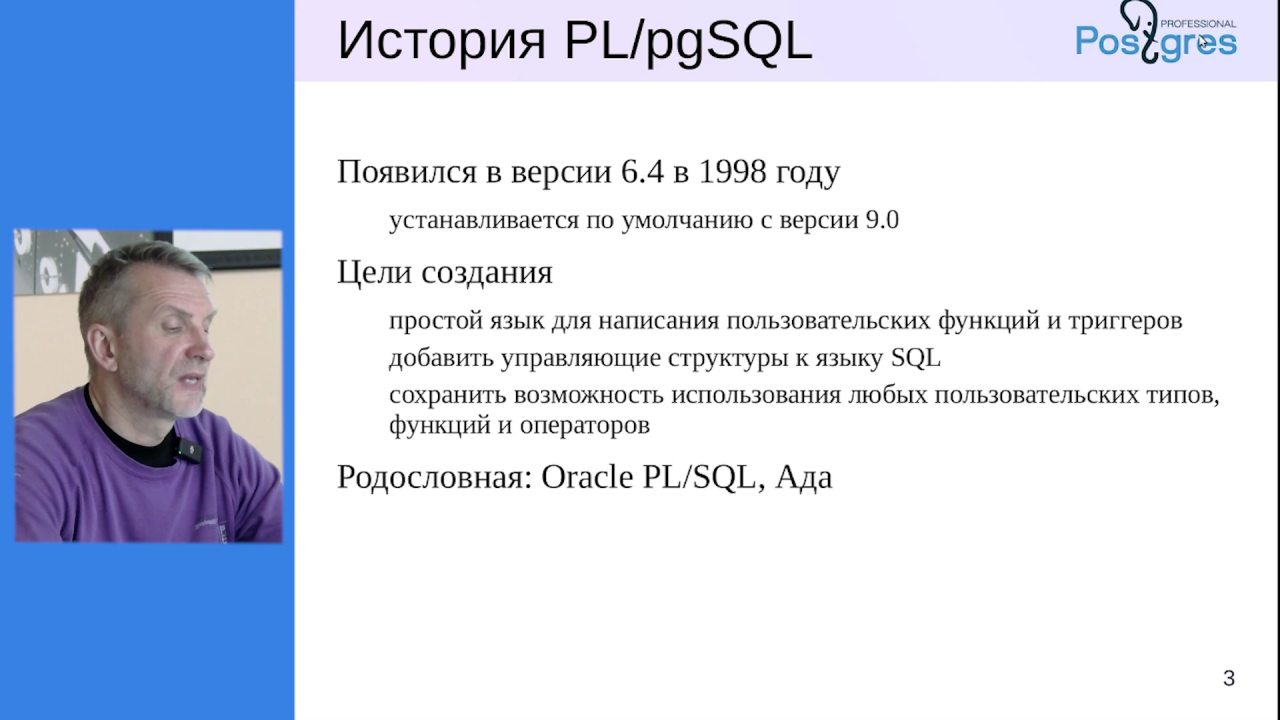 История PL/pgSQL
PROFESSIONAL
Postgres
Появился в версии 6.4 в 1998 году
устанавливается по умолчанию с версии 9.0
Цели создания
простой язык для написания пользовательских функций и триггеров
добавить управляющие структуры к языку SQL
сохранить возможность использования любых пользовательских типов,
функций и операторов
Родословная: Oracle PL/SQL, Ада
3